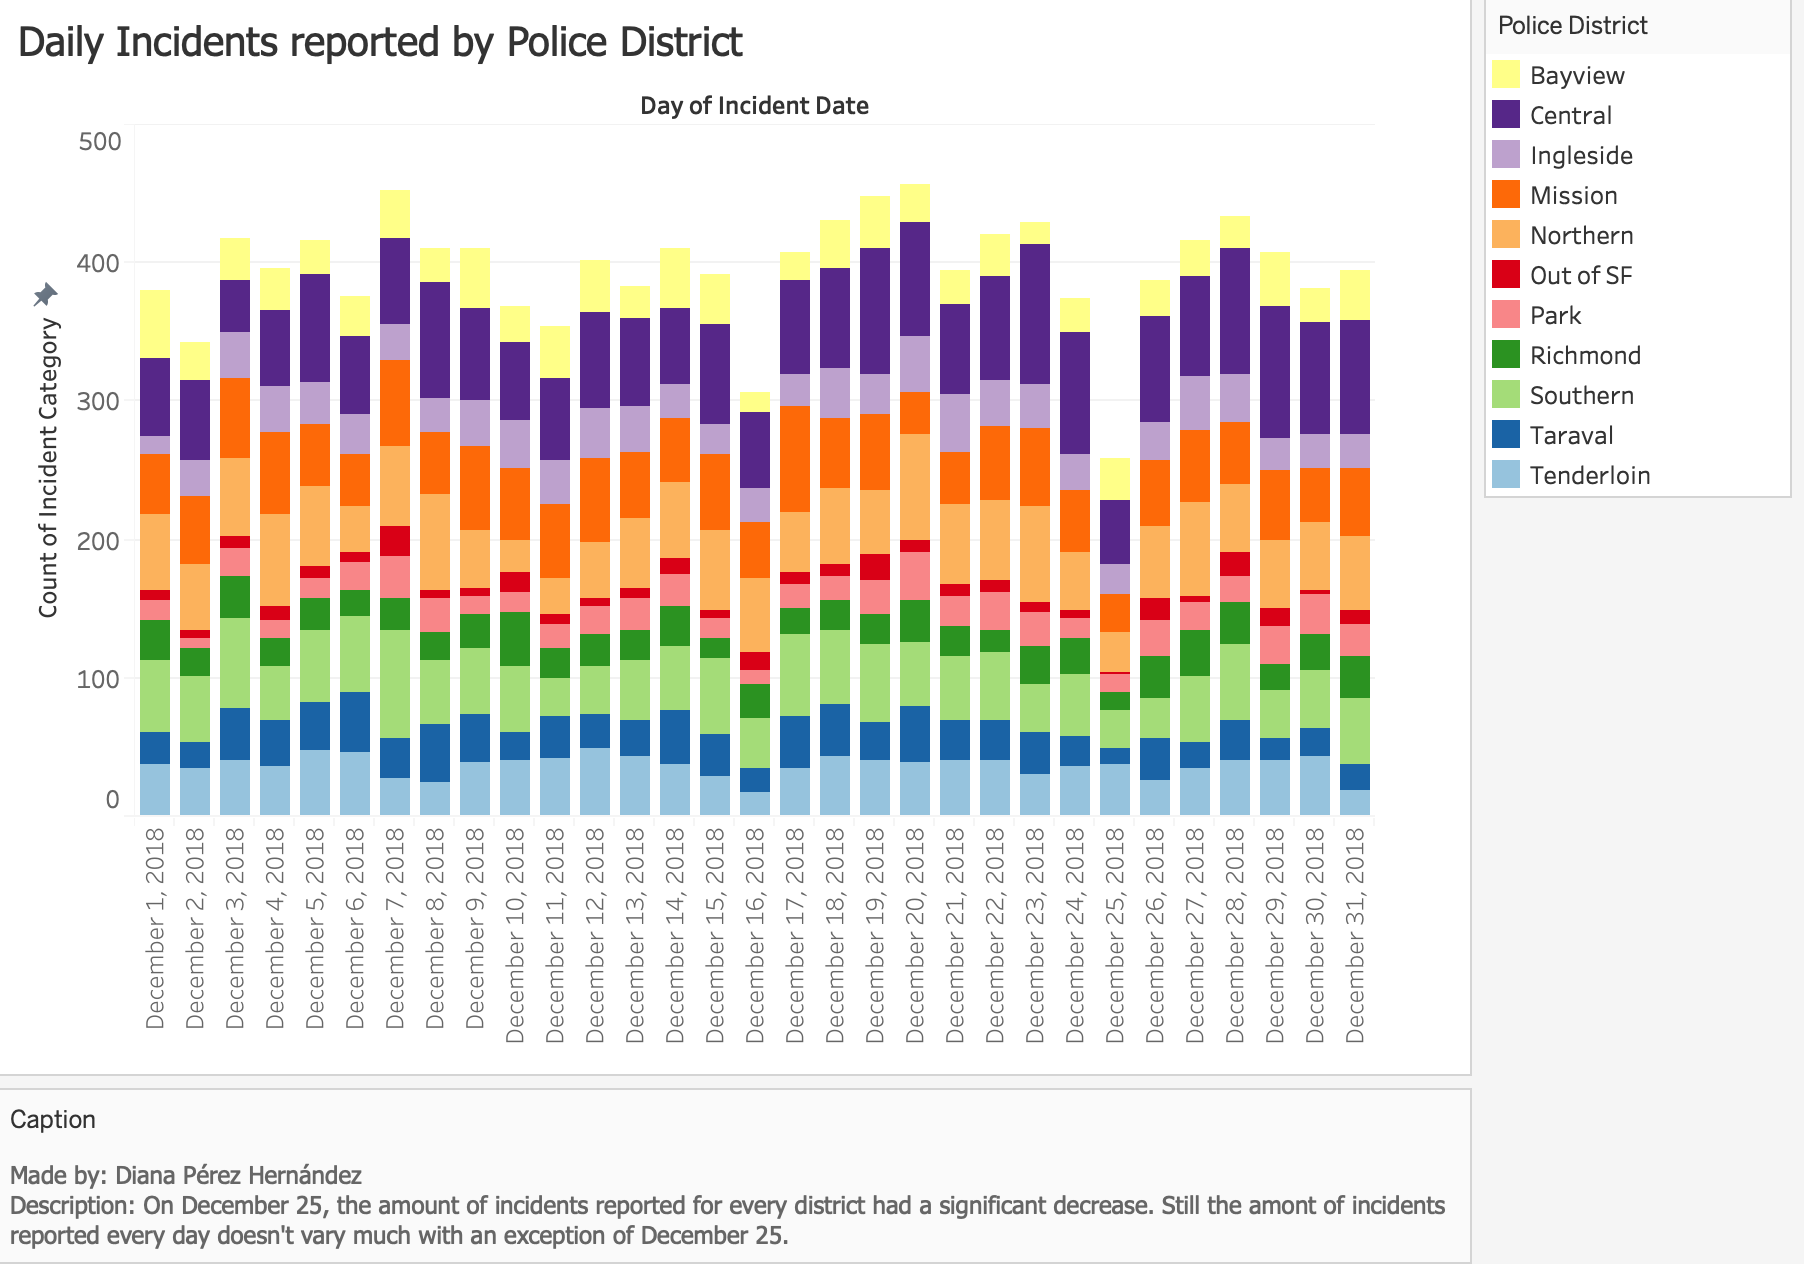 Daily Incidents reported by Police District
Day of Incident Date
Count of Incident Category
500
400
300
200
100
0
December 1, 2018
December 2, 2018
December 3, 2018
December 4, 2018
December 5, 2018
December 6, 2018
December 7, 2018
December 8, 2018
December 9, 2018
December 10, 2018
December 11, 2018
December 12, 2018
December 13, 2018
December 14, 2018
December 15, 2018
December 16, 2018
December 17, 2018
December 18, 2018
December 19, 2018
December 20, 2018
December 21, 2018
December 22, 2018
December 23, 2018
December 24, 2018
December 25, 2018
December 26, 2018
December 27, 2018
December 28, 2018
December 29, 2018
December 30, 2018
December 31, 2018
Police District
Bayview
Central
Ingleside
Mission
Northern
Out of SF
Park
Richmond
Southern
Taraval
Tenderloin
Caption
Made by: Diana Pérez Hernández
Description: On December 25, the amount of incidents reported for every district had a significant decrease. Still the amont of incidents
reported every day doesn't vary much with an exception of December 25.